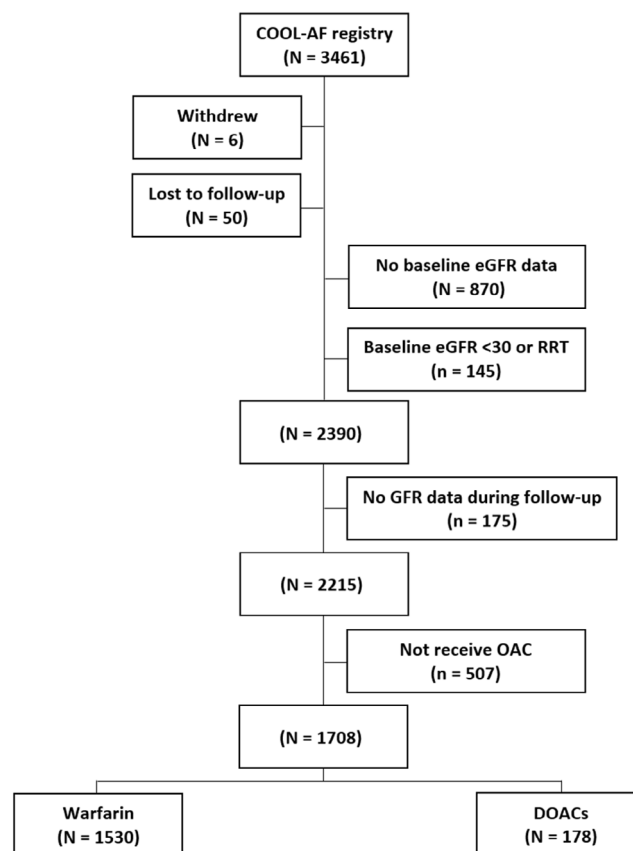 COOL-AF registry
(N = 3461)
Withdrew
(N = 6)
Lost to follow-up
(N = 50)
No baseline eGFR data
(N = 870)
Baseline eGFR <30 or RRT
(n = 145)
(N = 2390)
No GFR data during follow-up
(n = 175)
(N = 2215)
Not receive OAC
(n = 507)
(N = 1708)
Warfarin
(N = 1530)
DOACs
(N = 178)